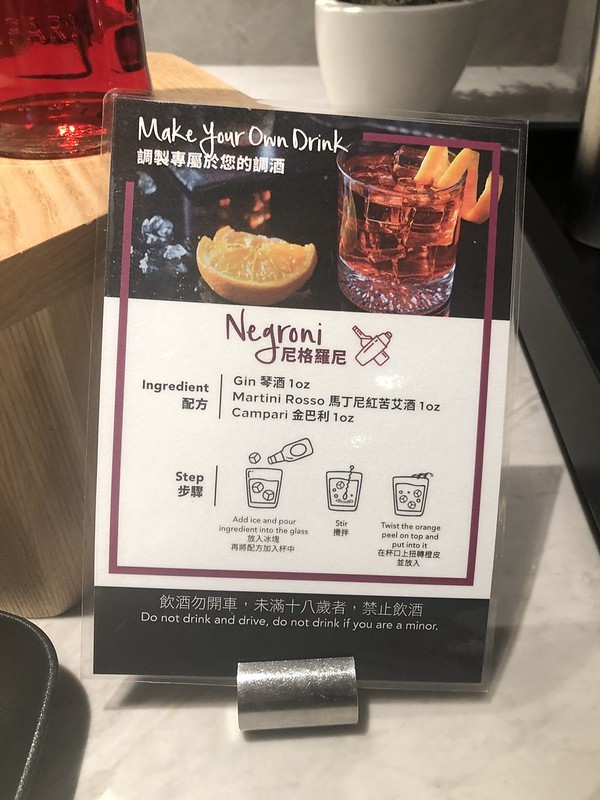 PARI
Make Your Own Drink
調製專屬於您的調酒
Negroni
尼格羅尼
Ingredient
配方
Gin 琴酒 1oz
Martini Rosso 馬丁尼紅苦艾酒 1oz
Campari 金巴利 1oz
Step
步驟
Add ice and pour
ingredient into the glass
放入冰塊
再將配方加入杯中
Stir
攪拌
Twist the orange
peel on top and
put into it
在杯口上扭轉橙皮
並放入
飲酒勿開車，未滿十八歲者，禁止飲酒
Do not drink and drive, do not drink if you are a minor.